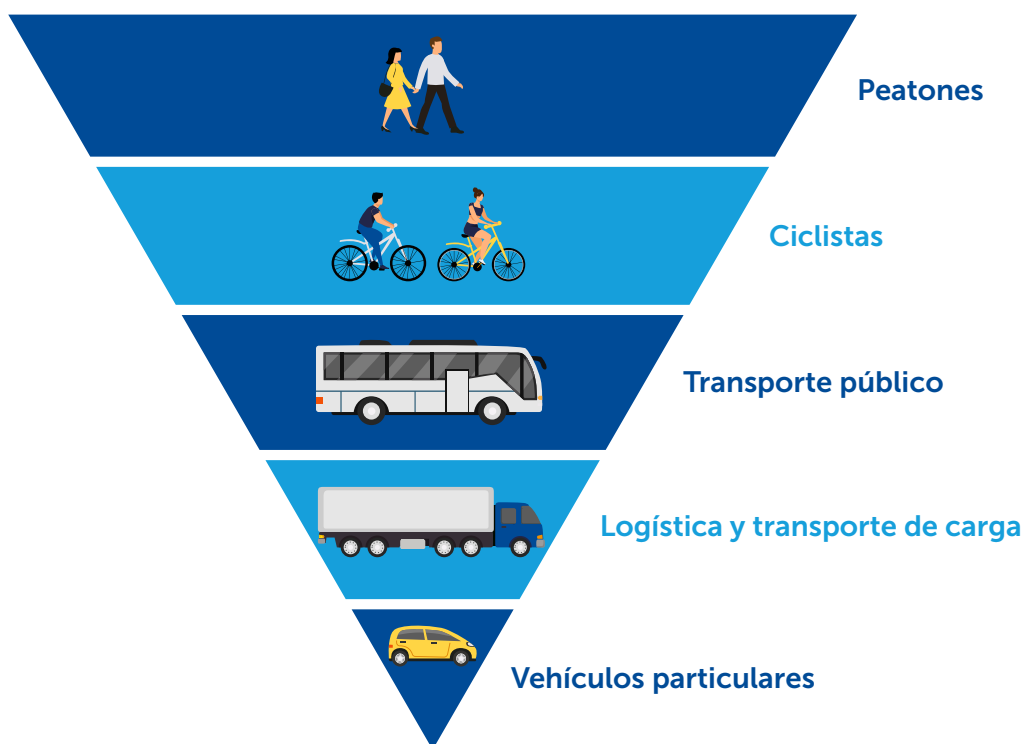 Peatones
Ciclistas
Transporte público
Logística y transporte de carga
Vehículos particulares